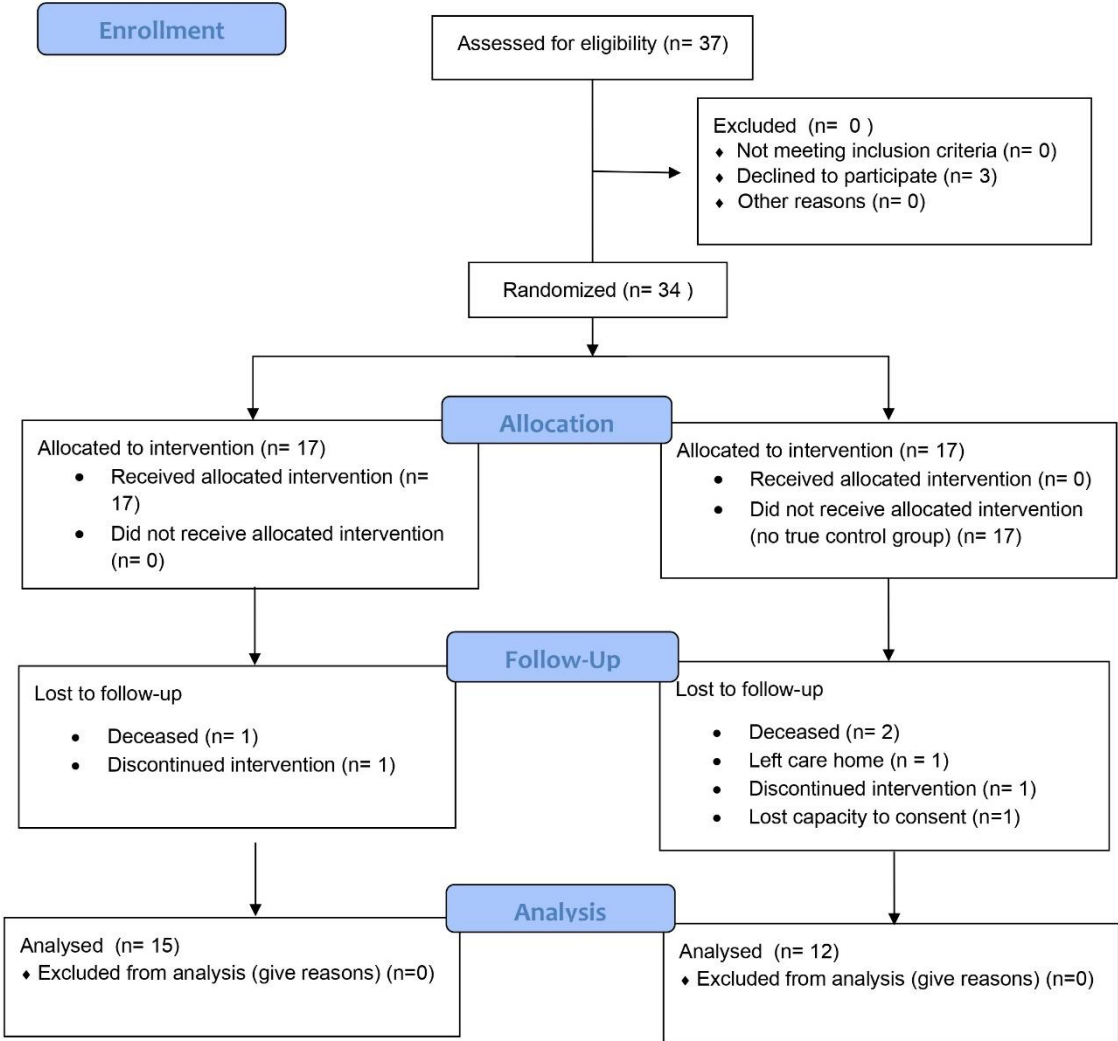 Enrollment
Assessed for eligibility (n= 37)
Excluded (n= 0 )
♦ Not meeting inclusion criteria (n= 0)
♦ Declined to participate (n= 3)
♦ Other reasons (n= 0)
Randomized (n= 34 )
Allocation
Allocated to intervention (n= 17)
• Received allocated intervention (n=
17)
• Did not receive allocated intervention
(n= 0)
Allocated to intervention (n= 17)
• Received allocated intervention (n= 0)
• Did not receive allocated intervention
(no true control group) (n= 17)
Follow-Up
Lost to follow-up
• Deceased (n= 1)
• Discontinued intervention (n= 1)
Lost to follow-up
• Deceased (n= 2)
• Left care home (n = 1)
• Discontinued intervention (n= 1)
• Lost capacity to consent (n=1)
Analysis
Analysed (n= 15)
♦ Excluded from analysis (give reasons) (n=0)
Analysed (n= 12)
♦ Excluded from analysis (give reasons) (n=0)